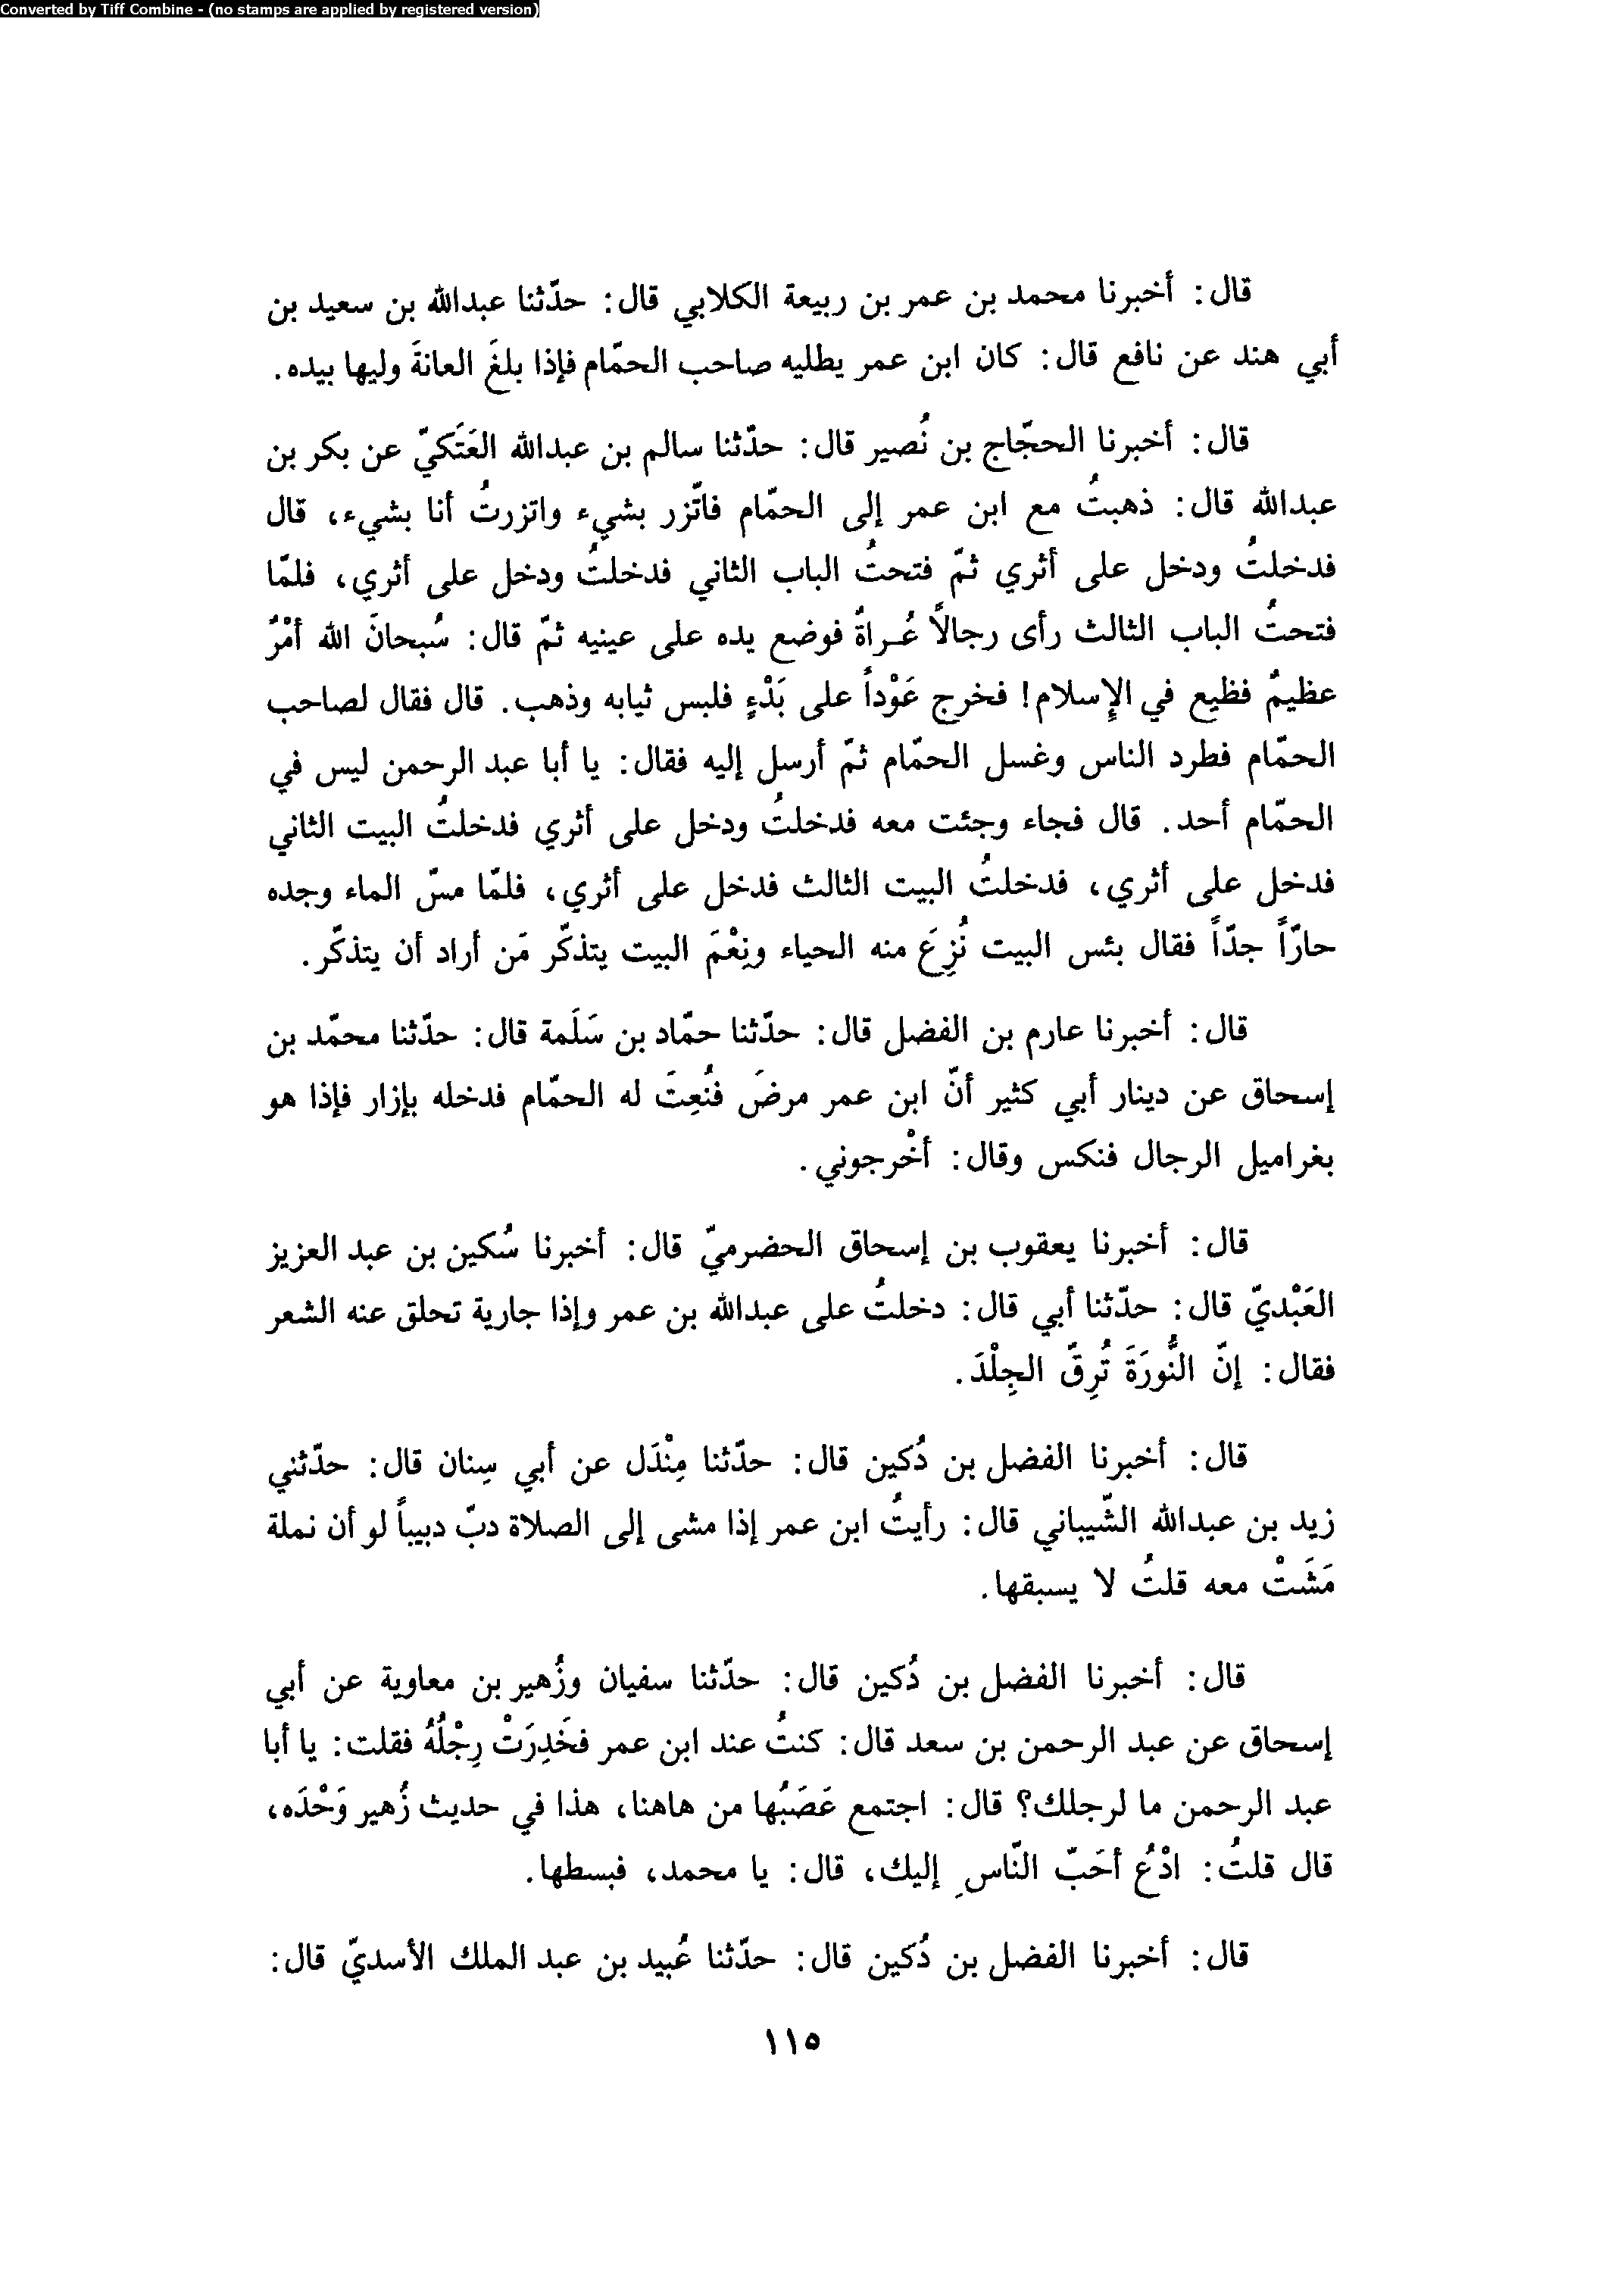 Converted by Tiff Combine - (no stamps are applied by registered version)
قال: أخبرنا محمد بن عمر بن ربيعة الكلابي قال: حدّثنا عبدالله بن سعيد بن
أبي هند عن نافع قال: كان ابن عمر يطليه صاحب الحمّام فإذا بلغَ العانةَ وليها بيده.
قال: أخبرنا الحجّاج بن نُصير قال: حدّثنا سالم بن عبدالله العَتَكيّ عن بكر بن
عبدالله قال: ذهبتُ مع ابن عمر إلى الحمّام فاتّزر بشيء واتزرتُ أنا بشيء، قال
فدخلتُ ودخل على أثري ثمّ فتحتُ الباب الثاني فدخلتُ ودخل على أثري، فلمّا
فتحتُ الباب الثالث رأى رجالاً عُـراةً فوضع يده على عينيه ثمّ قال: سُبحانَ الله أمْرٌ
عظيمٌ فظيع في الإسلام! فخرج عَوْداً على بَدْءٍ فلبس ثيابه وذهب. قال فقال لصاحب
الحمّام فطرد الناس وغسل الحمّام ثمّ أرسل إليه فقال: يا أبا عبد الرحمن ليس في
الحمّام أحد. قال فجاء وجئت معه فدخلتُ ودخل على أثري فدخلتُ البيت الثاني
فدخل على أثري، فدخلتُ البيت الثالث فدخل على أثري، فلمّا مسّ الماء وجده
حارّاً جدّاً فقال بئس البيت نُزِعَ منه الحياء ونِعْمَ البيت يتذكّر مَن أراد أن يتذكّر.
قال: أخبرنا عارم بن الفضل قال: حدّثنا حمّاد بن سَلَمة قال: حدّثنا محمّد بن
إسحاق عن دينار أبي كثير أنّ ابن عمر مرضَ فنُعِتَ له الحمّام فدخله بإزار فإذا هو
بغراميل الرجال فنكس وقال: أخْرجوني.
قال: أخبرنا يعقوب بن إسحاق الحضرميّ قال: أخبرنا سُكين بن عبد العزيز
العَبْديّ قال: حدّثنا أبي قال: دخلتُ على عبدالله بن عمر وإذا جارية تحلق عنه الشعر
فقال: إنّ النُّورَةَ تُرِقّ الجِلْدَ.
قال: أخبرنا الفضل بن دُكين قال: حدّثنا مِنْدَل عن أبي سِنان قال: حدّثني
زيد بن عبدالله الشّيباني قال: رأيتُ ابن عمر إذا مشى إلى الصلاة دبّ دبيباً لو أن نملة
مَشَتْ معه قلتُ لا يسبقها.
قال: أخبرنا الفضل بن دُكين قال: حدّثنا سفيان وزُهير بن معاوية عن أبي
إسحاق عن عبد الرحمن بن سعد قال: كنتُ عند ابن عمر فخَدِرَتْ رِجْلُهُ فقلت: يا أبا
عبد الرحمن ما لرجلك؟ قال: اجتمع عَصَبُها من هاهنا، هذا في حديث زُهير وَحْدَه،
قال قلتُ: ادْعُ أحَبّ النّاسِ إليك، قال: يا محمد، فبسطها.
قال: أخبرنا الفضل بن دُكين قال: حدّثنا عُبيد بن عبد الملك الأسديّ قال:
١١٥